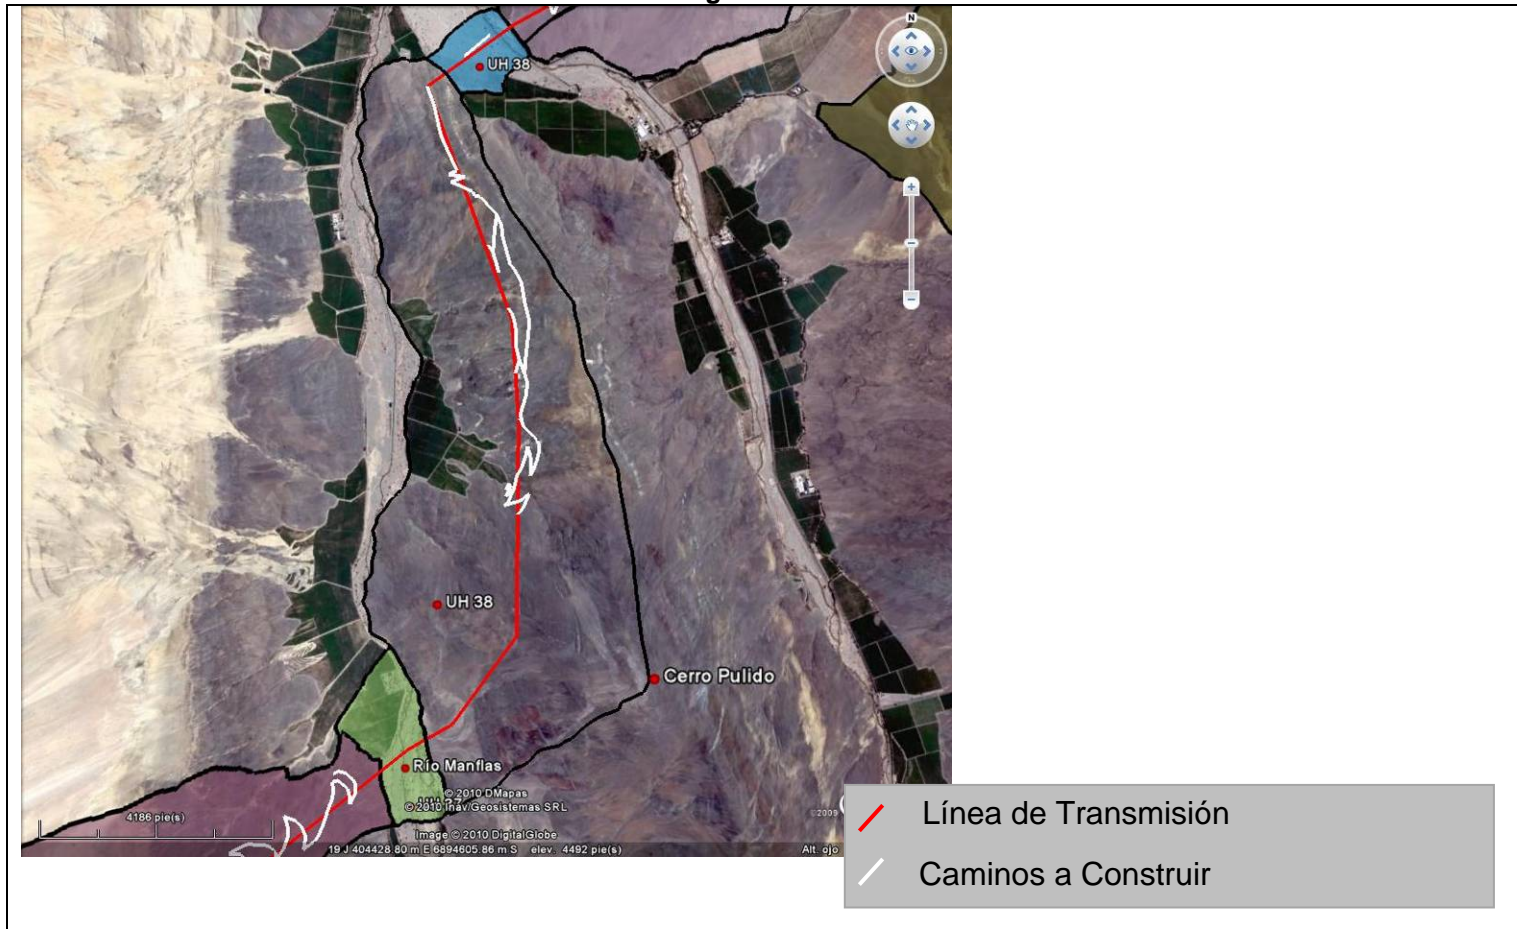 N
UH 38
UH 38
Cerro Pulido
Río Manflas
© 2010 DMapas
© 2010 Inav/Geosistemas SRL
4186 pie(s)
Image © 2010 DigitalGlobe
©2009
19 J 404428.80 m E 6894605.86 m S elev. 4492 pie(s)
Alt. ojo
Línea de Transmisión
Caminos a Construir